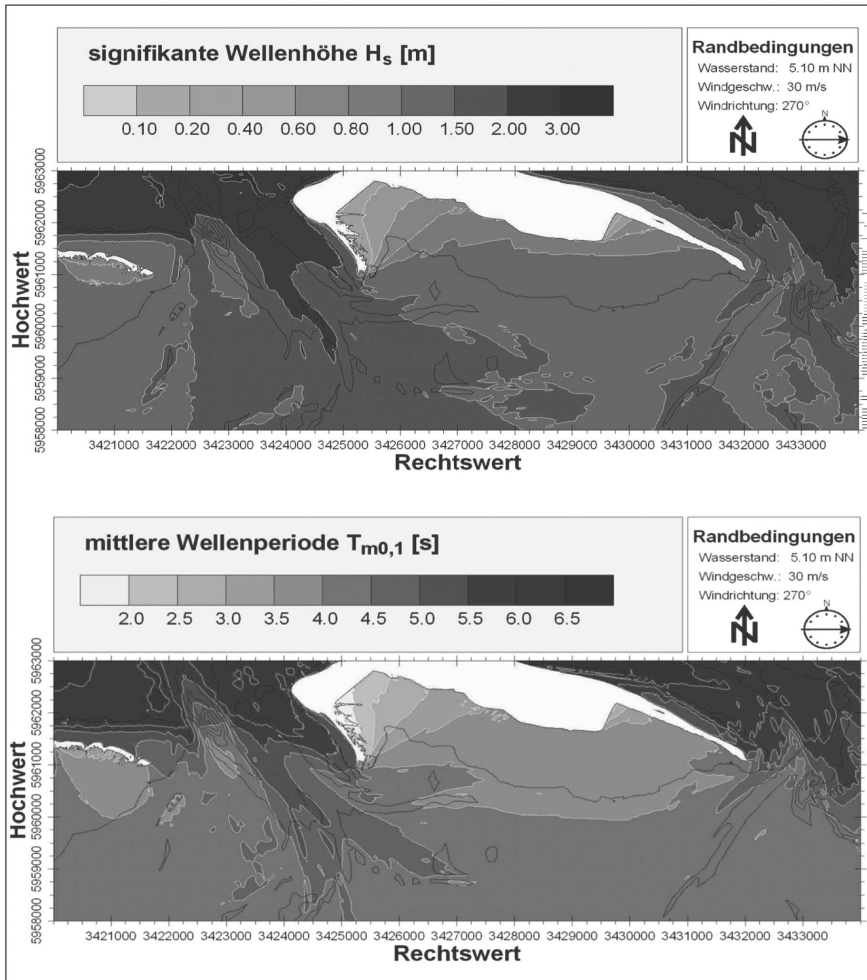 signifikante Wellenhöhe Hs [m]
0.10 0.20 0.40 0.60 0.80 1.00 1.50 2.00 3.00
Randbedingungen
Wasserstand: 5.10 m NN
Windgeschw.: 30 m/s
Windrichtung: 270°
N
N
Hochwert
5963000
5962000
5961000
5960000
5959000
5958000
3421000 3422000 3423000 3424000 3425000 3426000 3427000 3428000 3429000 3430000 3431000 3432000 3433000
Rechtswert
mittlere Wellenperiode Tm0,1 [s]
2.0 2.5 3.0 3.5 4.0 4.5 5.0 5.5 6.0 6.5
Randbedingungen
Wasserstand: 5.10 m NN
Windgeschw.: 30 m/s
Windrichtung: 270°
N
N
Hochwert
5963000
5962000
5961000
5960000
5959000
5958000
3421000 3422000 3423000 3424000 3425000 3426000 3427000 3428000 3429000 3430000 3431000 3432000 3433000
Rechtswert